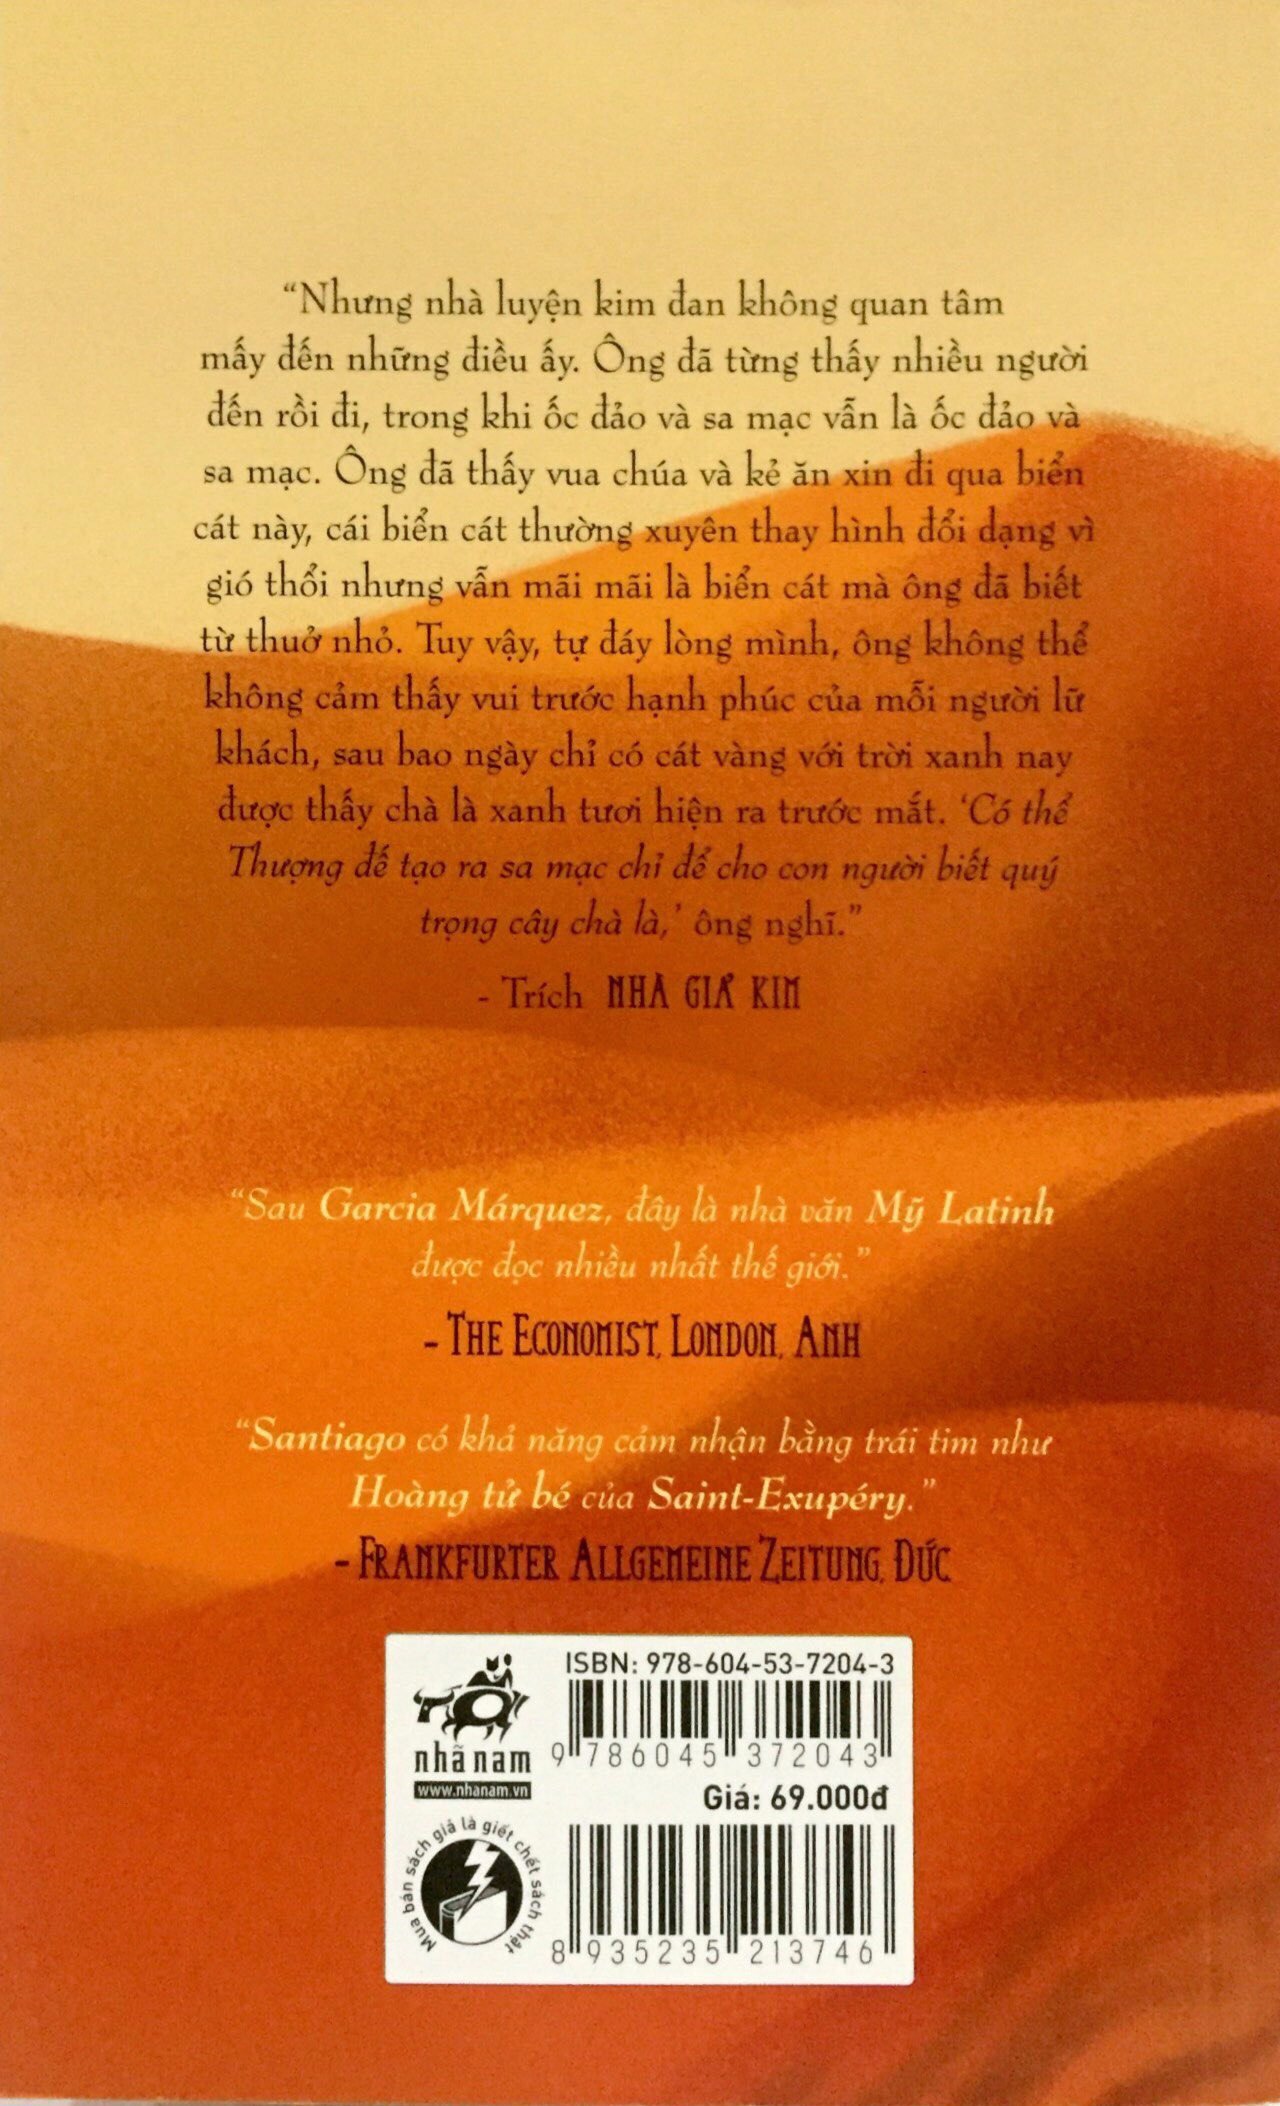 “Nhưng nhà luyện kim đan không quan tâm
mấy đến những điều ấy. Ông đã từng thấy nhiều người
đến rồi đi, trong khi ốc đảo và sa mạc vẫn là ốc đảo và
sa mạc. Ông đã thấy vua chúa và kẻ ăn xin đi qua biển
cát này, cái biển cát thường xuyên thay hình đổi dạng vì
gió thổi nhưng vẫn mãi mãi là biển cát mà ông đã biết
từ thuở nhỏ. Tuy vậy, tự đáy lòng mình, ông không thể
không cảm thấy vui trước hạnh phúc của mỗi người lữ
khách, sau bao ngày chỉ có cát vàng với trời xanh nay
được thấy chà là xanh tươi hiện ra trước mắt. ‘Có thể
Thượng đế tạo ra sa mạc chỉ để cho con người biết quý
trọng cây chà là,’ ông nghĩ.”
- Trích NHÀ GIẢ KIM
“Sau Garcia Márquez, đây là nhà văn Mỹ Latinh
được đọc nhiều nhất thế giới.”
– THE ECONOMIST, LONDON, ANH
“Santiago có khả năng cảm nhận bằng trái tim như
Hoàng tử bé của Saint-Exupéry.”
– FRANKFURTER ALLGEMEINE ZEITUNG, ĐỨC
nhã nam
www.nhanam.vn
Mua bán sách giả là giết chết sách thật
ISBN: 978-604-53-7204-3
9 786045 372043
Giá: 69.000đ
8 935235 213746